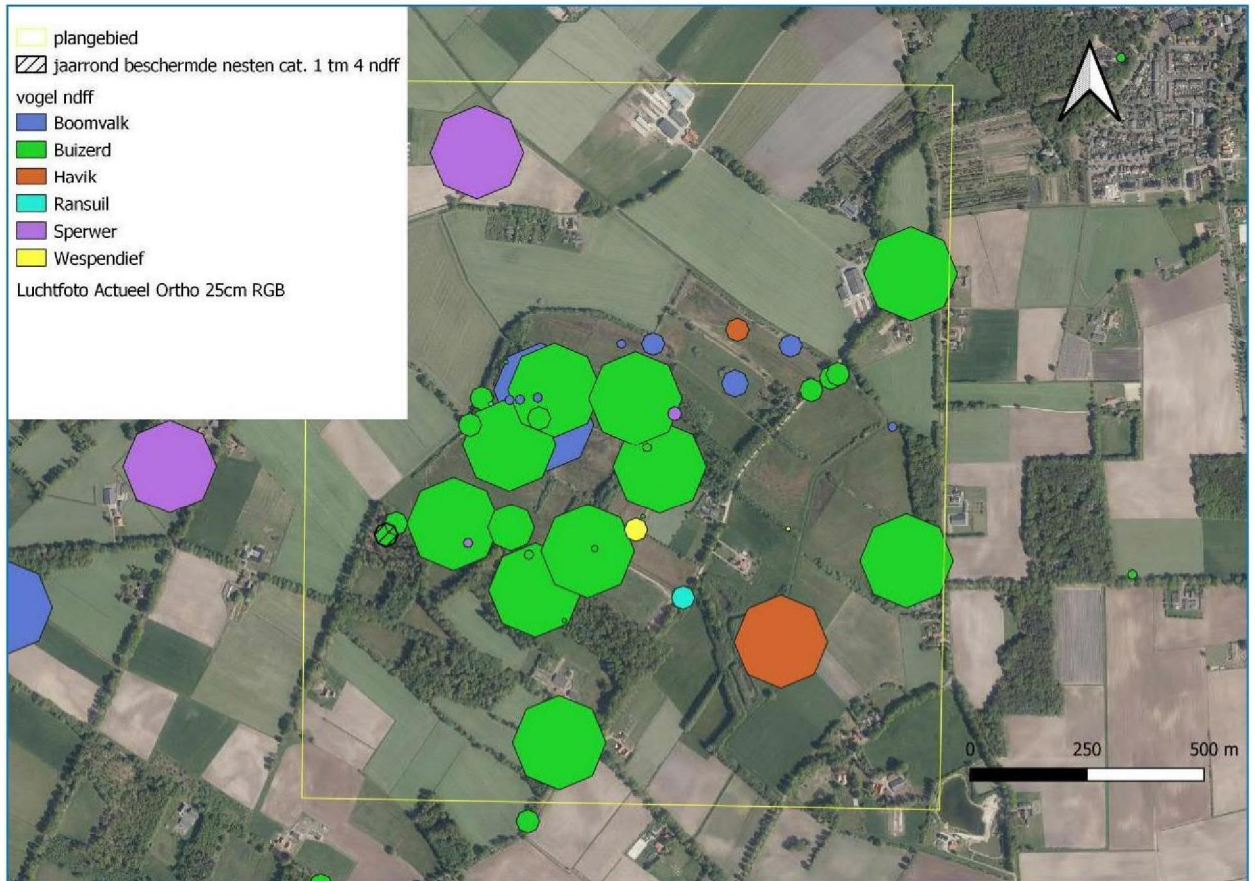 plangebied
jaarrond beschermde nesten cat. 1 tm 4 ndff
vogel ndff
Boomvalk
Buizerd
Havik
Ransuil
Sperwer
Wespendief
Luchtfoto Actueel Ortho 25cm RGB
0 250 500 m